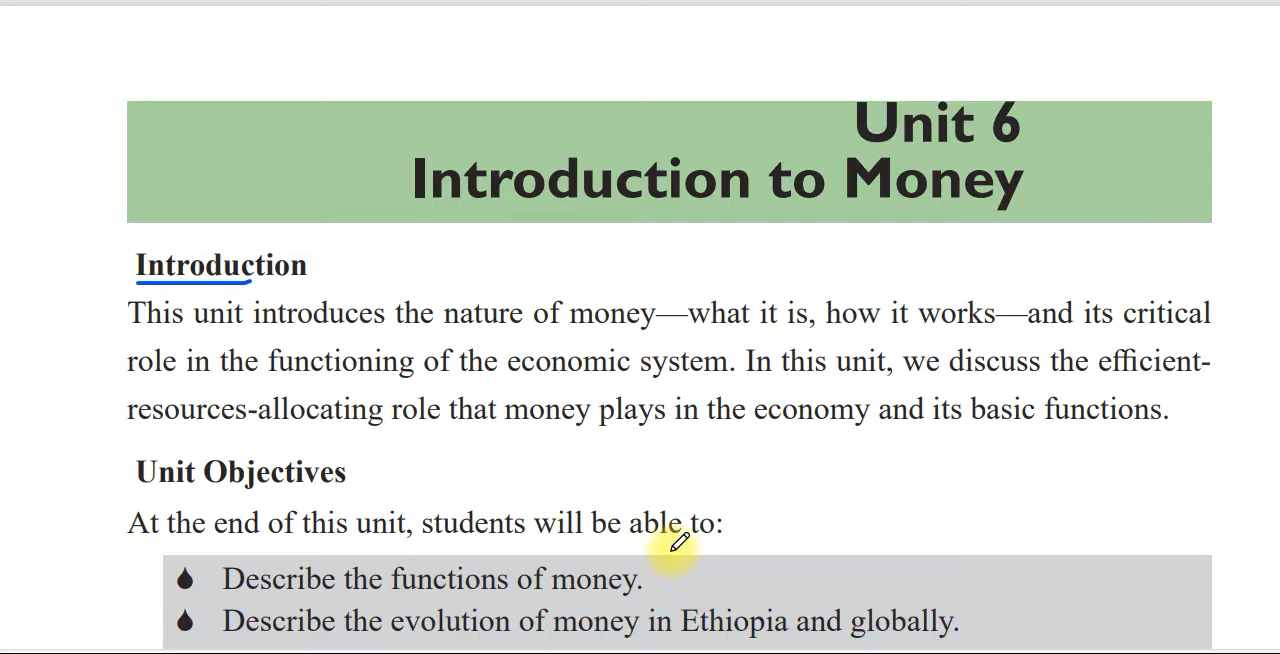 Unit 6
Introduction to Money
Introduction
This unit introduces the nature of money—what it is, how it works—and its critical
role in the functioning of the economic system. In this unit, we discuss the efficient-
resources-allocating role that money plays in the economy and its basic functions.
Unit Objectives
At the end of this unit, students will be able to:
Describe the functions of money.
Describe the evolution of money in Ethiopia and globally.